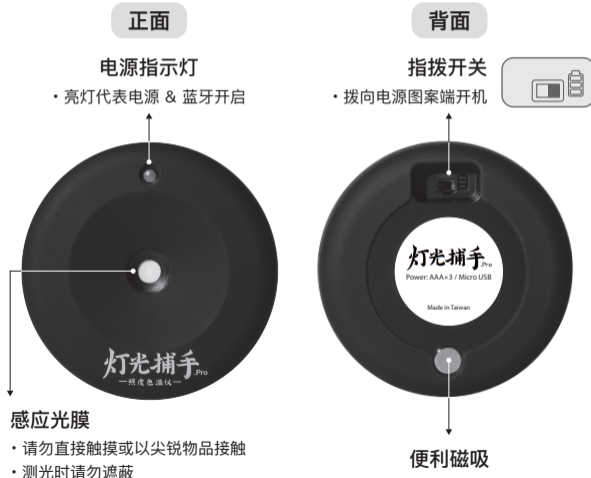 正面
电源指示灯
・亮灯代表电源 & 蓝牙开启
灯光捕手.Pro
—照度色温仪—
感应光膜
・请勿直接触摸或以尖锐物品接触
・测光时请勿遮蔽
背面
指拨开关
・拨向电源图案端开机
灯光捕手.Pro
Power: AAA×3 / Micro USB
Made in Taiwan
便利磁吸